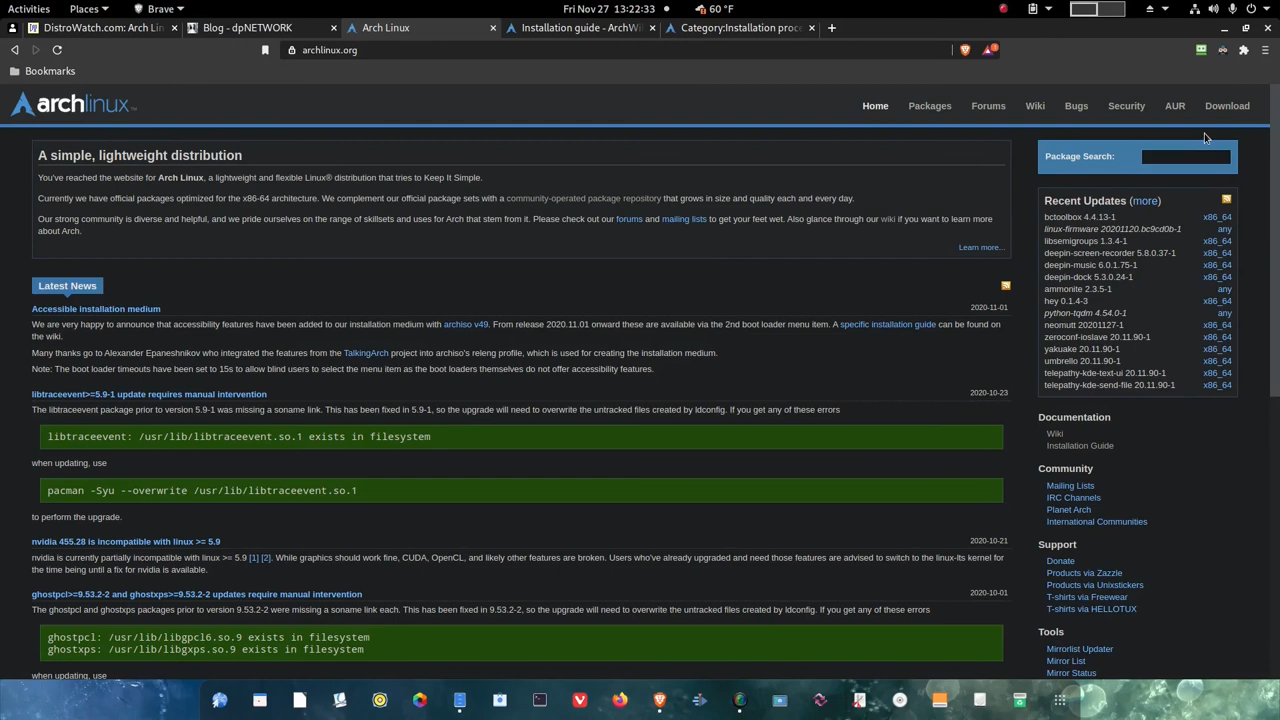 Activities Places Brave Fri Nov 27 13:22:33 60 °F
DistroWatch.com: Arch Lin Blog - dpNETWORK Arch Linux Installation guide - ArchWi Category:Installation proce
archlinux.org
Bookmarks
archlinux
Home Packages Forums Wiki Bugs Security AUR Download
A simple, lightweight distribution
You've reached the website for Arch Linux, a lightweight and flexible Linux® distribution that tries to Keep It Simple.
Currently we have official packages optimized for the x86-64 architecture. We complement our official package sets with a community-operated package repository that grows in size and quality each and every day.
Our strong community is diverse and helpful, and we pride ourselves on the range of skillsets and uses for Arch that stem from it. Please check out our forums and mailing lists to get your feet wet. Also glance through our wiki if you want to learn more
about Arch.
Learn more...
Latest News
Accessible installation medium 2020-11-01
We are very happy to announce that accessibility features have been added to our installation medium with archiso v49. From release 2020.11.01 onward these are available via the 2nd boot loader menu item. A specific installation guide can be found on
the wiki.
Many thanks go to Alexander Epaneshnikov who integrated the features from the TalkingArch project into archiso's releng profile, which is used for creating the installation medium.
Note: The boot loader timeouts have been set to 15s to allow blind users to select the menu item as the boot loaders themselves do not offer accessibility features.
libtraceevent>=5.9-1 update requires manual intervention 2020-10-23
The libtraceevent package prior to version 5.9-1 was missing a soname link. This has been fixed in 5.9-1, so the upgrade will need to overwrite the untracked files created by ldconfig. If you get any of these errors
libtraceevent: /usr/lib/libtraceevent.so.1 exists in filesystem
when updating, use
pacman -Syu --overwrite /usr/lib/libtraceevent.so.1
to perform the upgrade.
nvidia 455.28 is incompatible with linux >= 5.9 2020-10-21
nvidia is currently partially incompatible with linux >= 5.9 [1] [2]. While graphics should work fine, CUDA, OpenCL, and likely other features are broken. Users who've already upgraded and need those features are advised to switch to the linux-lts kernel for
the time being until a fix for nvidia is available.
ghostpcl>=9.53.2-2 and ghostxps>=9.53.2-2 updates require manual intervention 2020-10-01
The ghostpcl and ghostxps packages prior to version 9.53.2-2 were missing a soname link each. This has been fixed in 9.53.2-2, so the upgrade will need to overwrite the untracked files created by ldconfig. If you get any of these errors
ghostpcl: /usr/lib/libgpcl6.so.9 exists in filesystem
ghostxps: /usr/lib/libgxps.so.9 exists in filesystem
when updating, use
Package Search:
Recent Updates (more)
bctoolbox 4.4.13-1 x86_64
linux-firmware 20201120.bc9cd0b-1 any
libsemigroups 1.3.4-1 x86_64
deepin-screen-recorder 5.8.0.37-1 x86_64
deepin-music 6.0.1.75-1 x86_64
deepin-dock 5.3.0.24-1 x86_64
ammonite 2.3.5-1 any
hey 0.1.4-3 x86_64
python-tqdm 4.54.0-1 any
neomutt 20201127-1 x86_64
zeroconf-ioslave 20.11.90-1 x86_64
yakuake 20.11.90-1 x86_64
umbrello 20.11.90-1 x86_64
telepathy-kde-text-ui 20.11.90-1 x86_64
telepathy-kde-send-file 20.11.90-1 x86_64
Documentation
Wiki
Installation Guide
Community
Mailing Lists
IRC Channels
Planet Arch
International Communities
Support
Donate
Products via Zazzle
Products via Unixstickers
T-shirts via Freewear
T-shirts via HELLOTUX
Tools
Mirrorlist Updater
Mirror List
Mirror Status